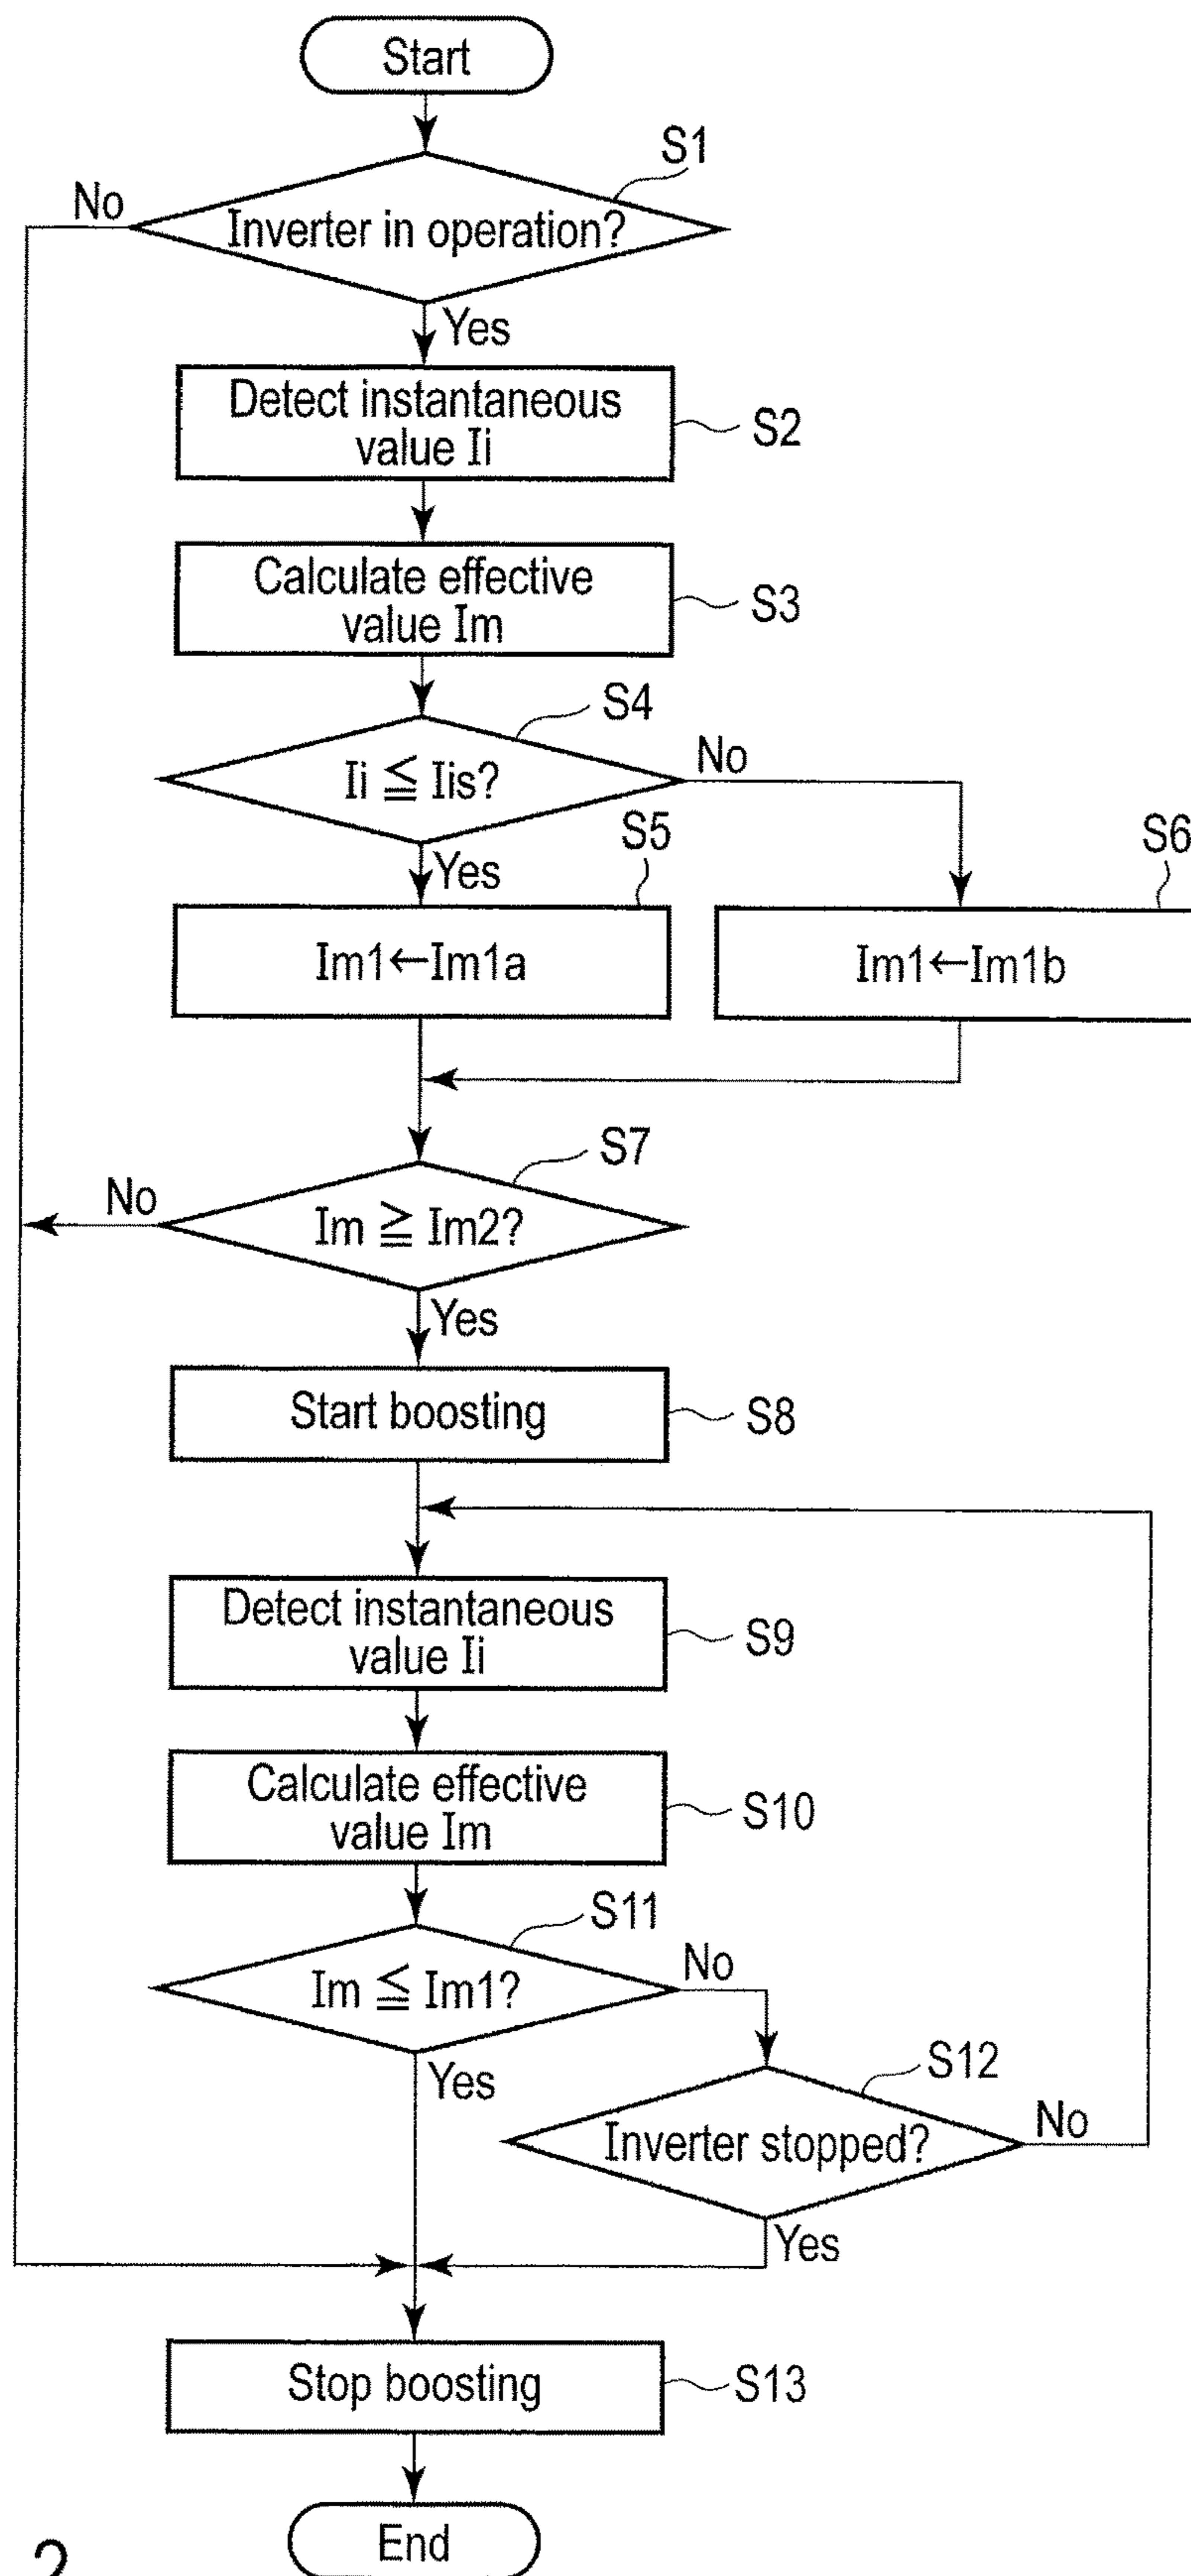 Start
S1
No
Inverter in operation?
Yes
Detect instantaneous
value Ii
S2
Calculate effective
value Im
S3
S4
Ii ≦ Iis?
No
Yes
S5
S6
Im1←Im1a
Im1←Im1b
S7
No
Im ≧ Im2?
Yes
Start boosting
S8
Detect instantaneous
value Ii
S9
Calculate effective
value Im
S10
S11
Im ≦ Im1?
No
Yes
S12
Inverter stopped?
No
Yes
Stop boosting
S13
End
2